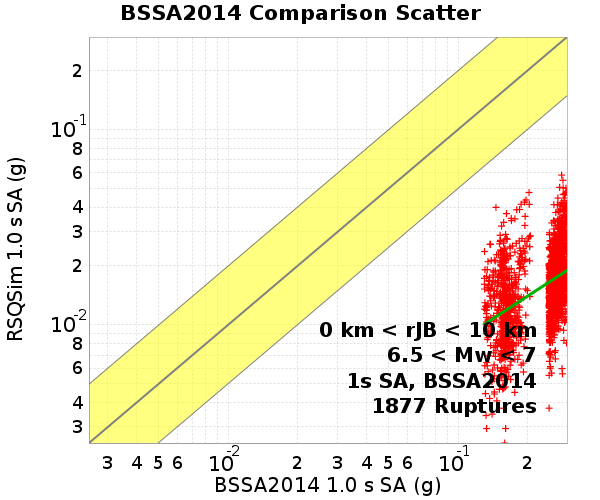 BSSA2014 Comparison Scatter
RSQSim 1.0 s SA (g)
2
10-1
8
6
4
3
2
10-2
8
6
4
3
0 km < rJB < 10 km
6.5 < Mw < 7
1s SA, BSSA2014
1877 Ruptures
3 4 5 6 10-2 2 3 4 5 6 10-1 2
BSSA2014 1.0 s SA (g)